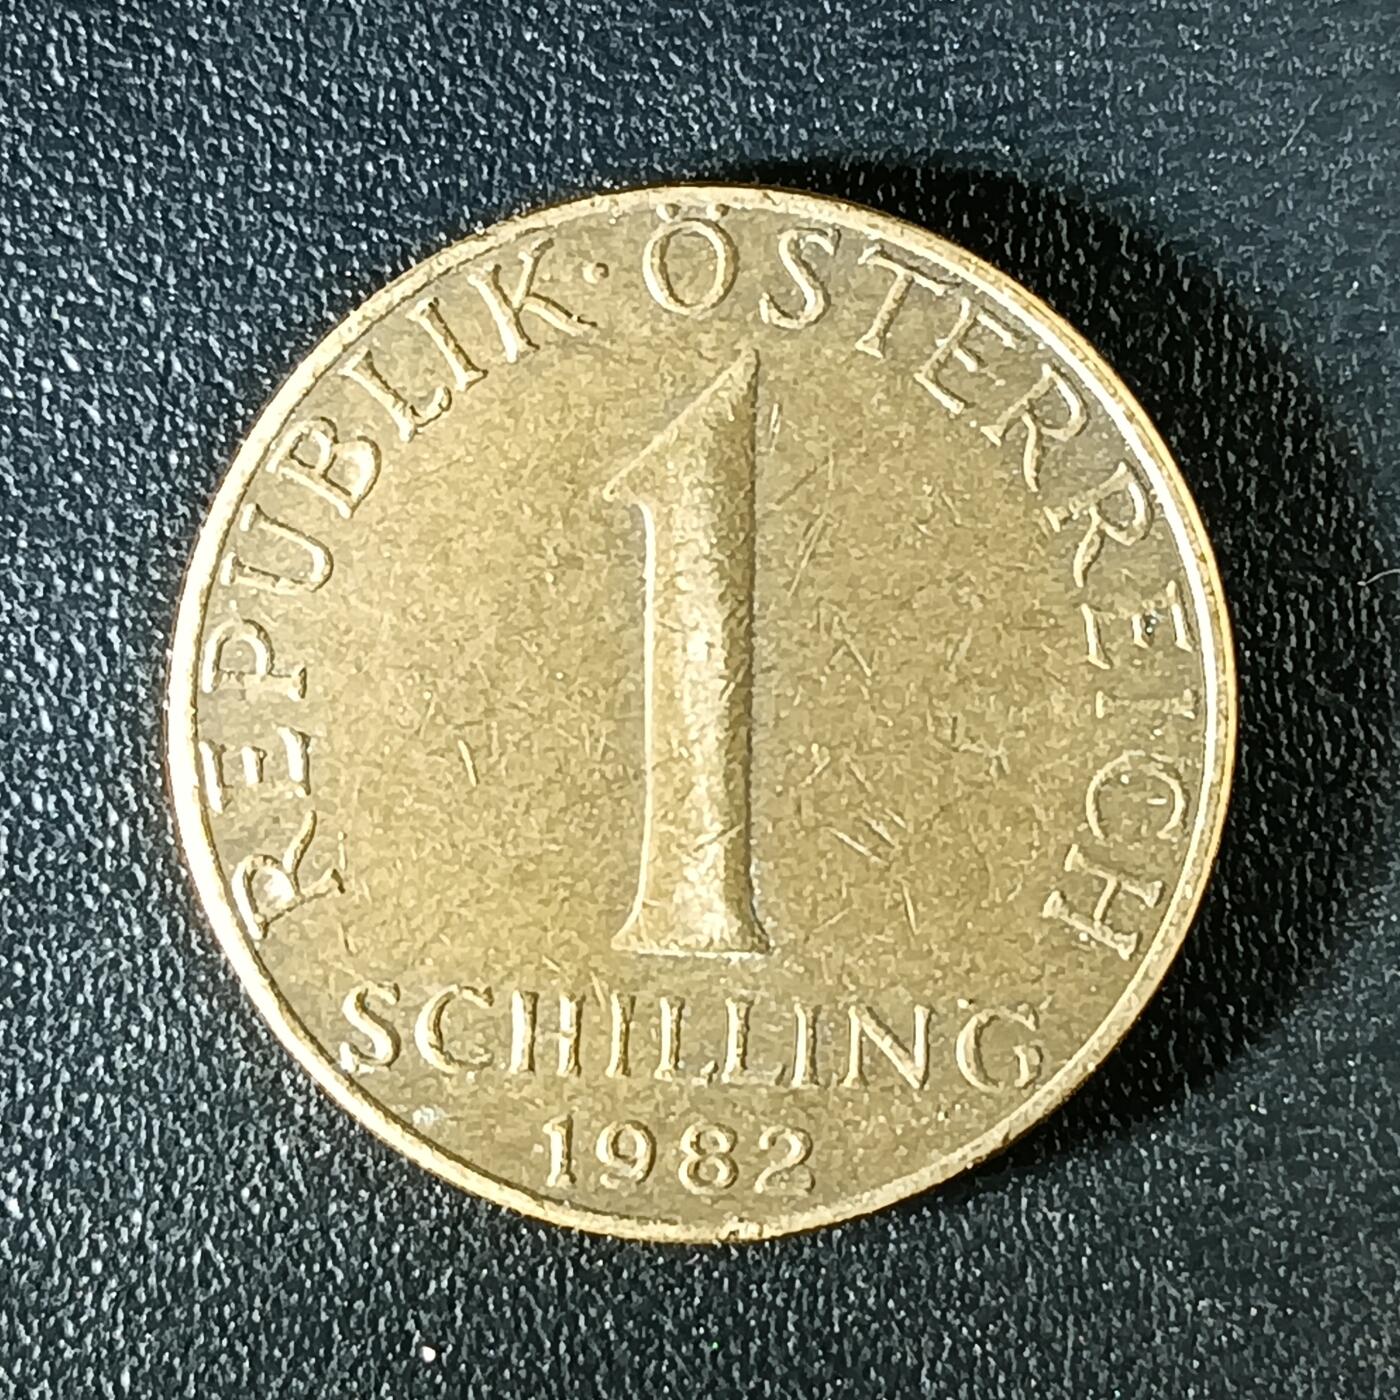 REPUBLIK · ÖSTERREICH
1
SCHILLING
1982